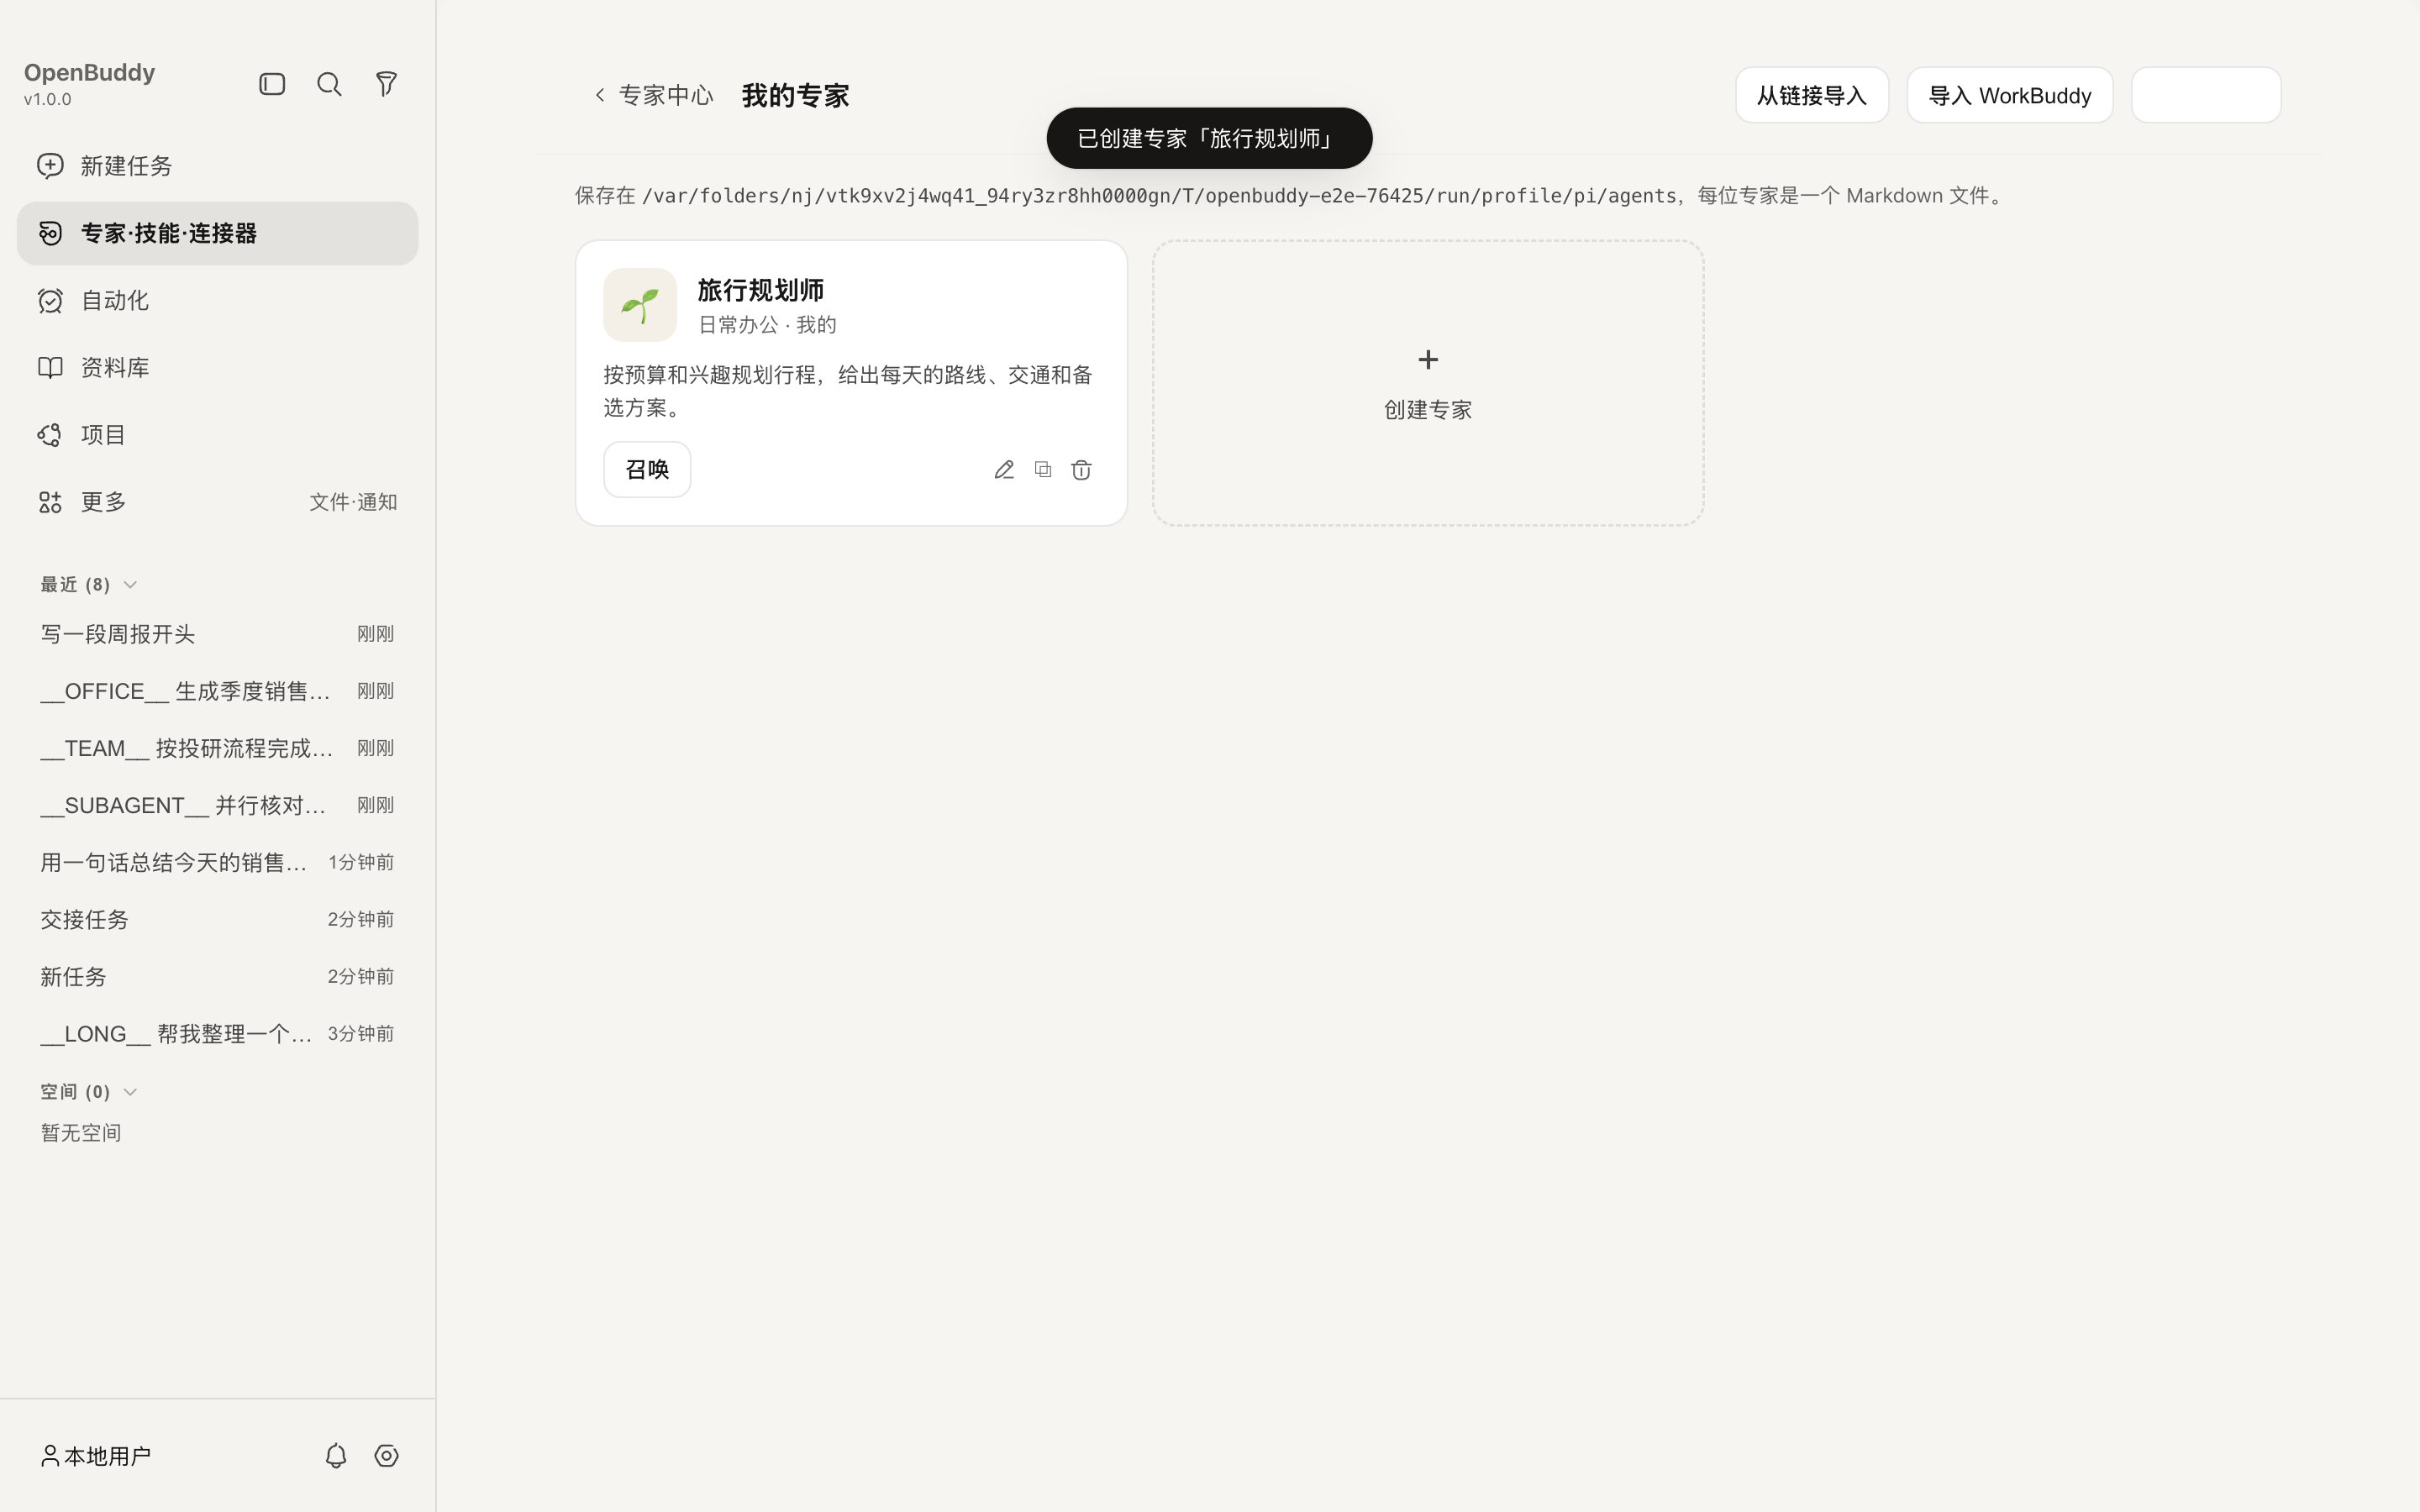 OpenBuddy
v1.0.0
新建任务
专家·技能·连接器
自动化
资料库
项目
更多 文件·通知
最近 (8)
写一段周报开头 刚刚
__OFFICE__ 生成季度销售… 刚刚
__TEAM__ 按投研流程完成… 刚刚
__SUBAGENT__ 并行核对… 刚刚
用一句话总结今天的销售… 1分钟前
交接任务 2分钟前
新任务 2分钟前
__LONG__ 帮我整理一个… 3分钟前
空间 (0)
暂无空间
本地用户
专家中心 我的专家
从链接导入 导入 WorkBuddy
已创建专家「旅行规划师」
保存在 /var/folders/nj/vtk9xv2j4wq41_94ry3zr8hh0000gn/T/openbuddy-e2e-76425/run/profile/pi/agents，每位专家是一个 Markdown 文件。
旅行规划师
日常办公 · 我的
按预算和兴趣规划行程，给出每天的路线、交通和备
选方案。
召唤
创建专家